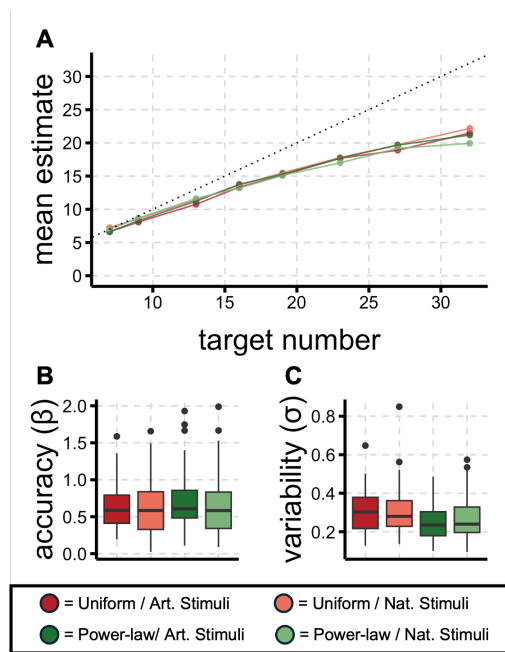 A
mean estimate
30
25
20
15
10
5
0
10 15 20 25 30
target number
B
accuracy (β)
2.0
1.5
1.0
0.5
0.0
C
variability (σ)
0.8
0.6
0.4
0.2
= Uniform / Art. Stimuli
= Uniform / Nat. Stimuli
= Power-law/ Art. Stimuli
= Power-law / Nat. Stimuli